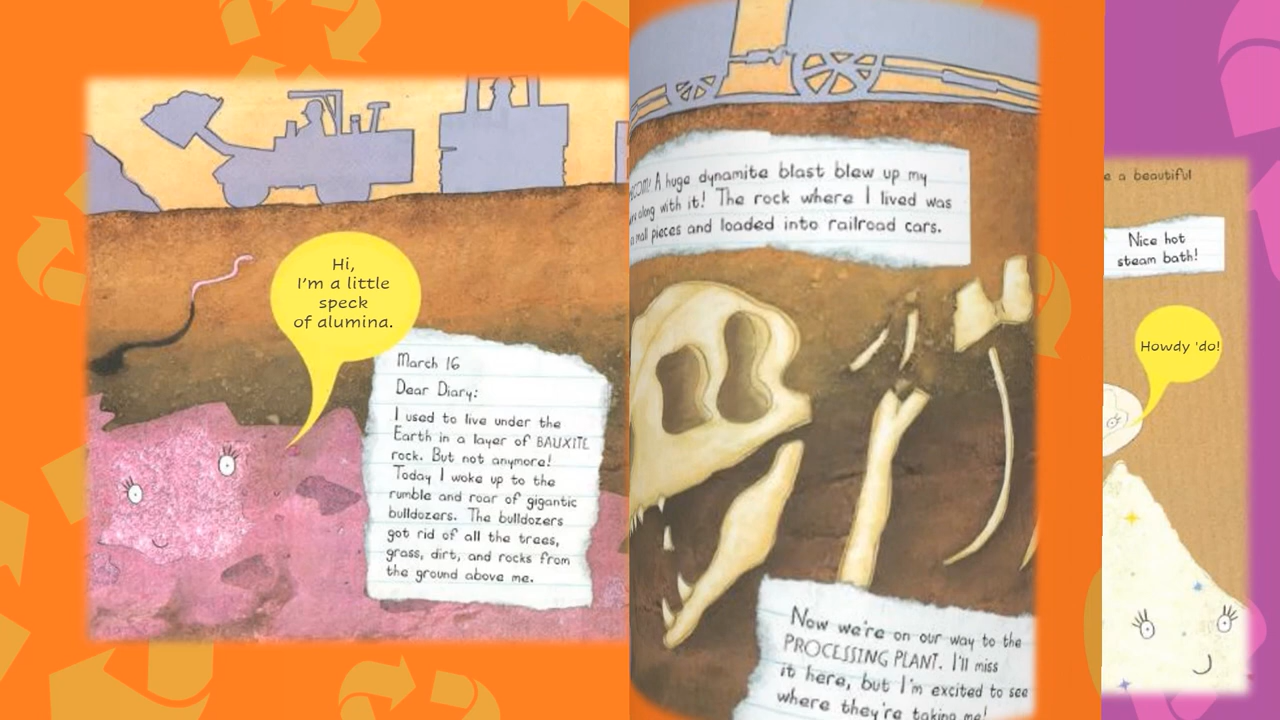 Hi,
I'm a little
speck
of alumina.
March 16
Dear Diary:
I used to live under the
Earth in a layer of BAUXITE
rock. But not anymore!
Today I woke up to the
rumble and roar of gigantic
bulldozers. The bulldozers
got rid of all the trees,
grass, dirt, and rocks from
the ground above me.
A huge dynamite blast blew up my
along with it! The rock where I lived was
small pieces and loaded into railroad cars.
Now we're on our way to the
PROCESSING PLANT. I'll miss
it here, but I'm excited to see
where they're taking me!
a beautiful
Nice hot
steam bath!
Howdy 'do!